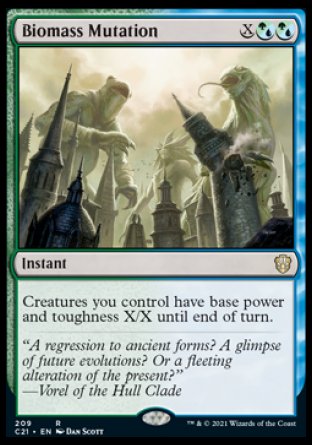 Biomass Mutation X
Instant
Creatures you control have base power
and toughness X/X until end of turn.
“A regression to ancient forms? A glimpse
of future evolutions? Or a fleeting
alteration of the present?”
—Vorel of the Hull Clade
209 R
C21 • EN DAN SCOTT ™ & © 2021 Wizards of the Coast